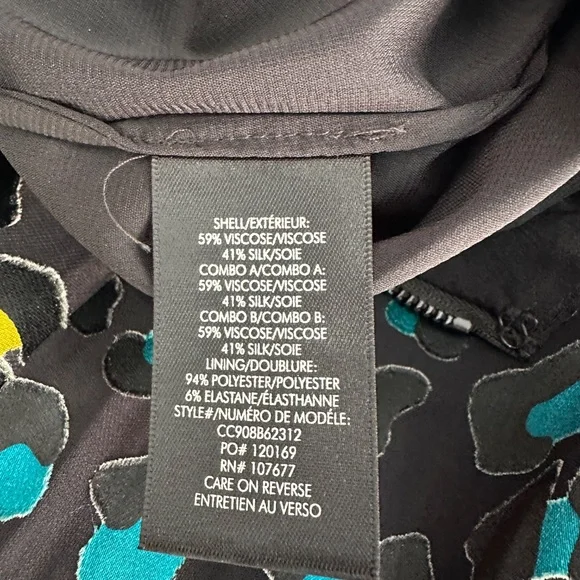 SHELL/EXTÉRIEUR:
59% VISCOSE/VISCOSE
41% SILK/SOIE
COMBO A/COMBO A:
59% VISCOSE/VISCOSE
41% SILK/SOIE
COMBO B/COMBO B:
59% VISCOSE/VISCOSE
41% SILK/SOIE
LINING/DOUBLURE:
94% POLYESTER/POLYESTER
6% ELASTANE/ÉLASTHANNE
STYLE#/NUMÉRO DE MODÉLE:
CC908B62312
PO# 120169
RN# 107677
CARE ON REVERSE
ENTRETIEN AU VERSO